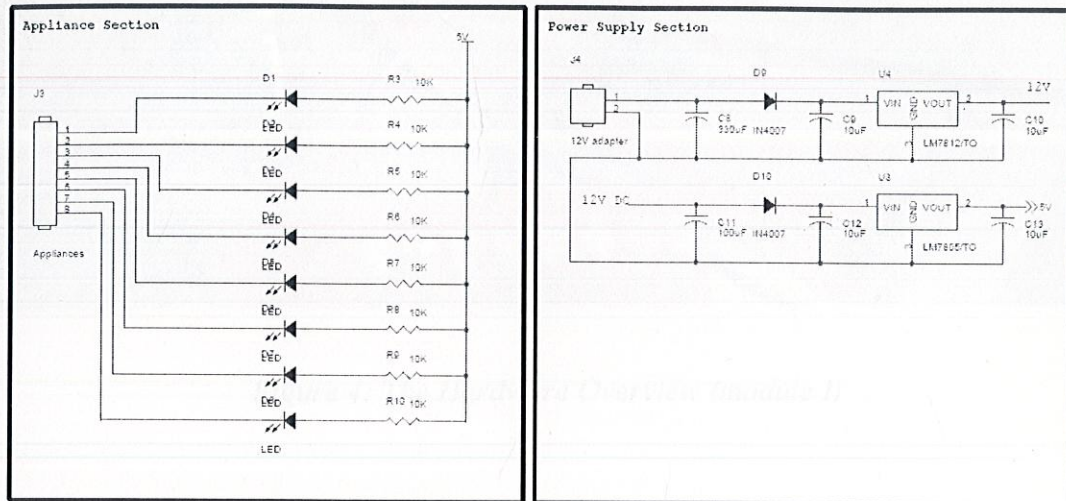 Appliance Section
5V
J3
Appliances
1
2
3
4
5
6
7
8
D1
R3 10K
LED
R4 10K
LED
R5 10K
LED
R6 10K
LED
R7 10K
LED
R8 10K
LED
R9 10K
LED
R10 10K
LED
Power Supply Section
J4
1
2
12V adapter
D9
IN4007
C8
C9
10uF
U4
1
VIN
GND
VOUT
2
LM7812/TO
12V
C10
10uF
12V DC
D10
IN4007
C11
100uF
C12
10uF
U3
1
VIN
GND
VOUT
2
LM7805/TO
5V
C13
10uF